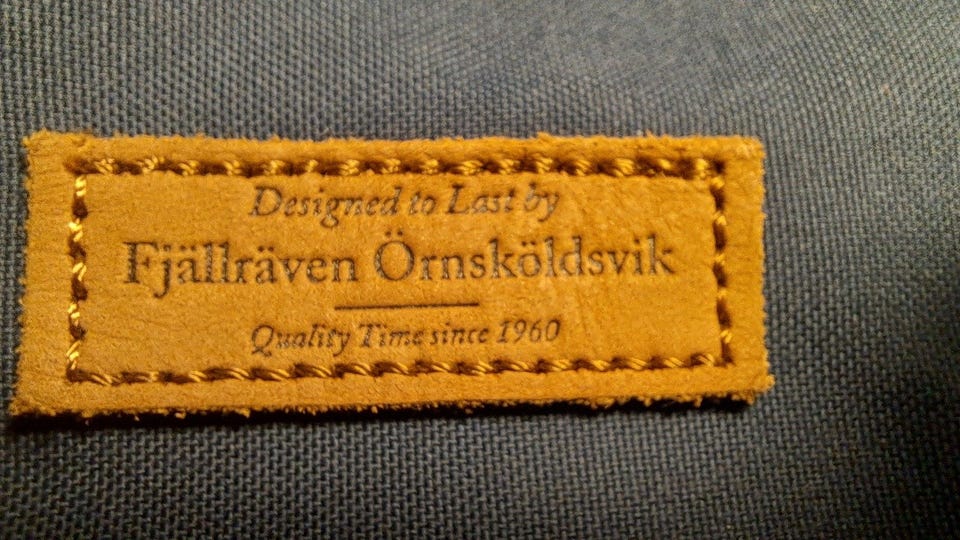 Designed to Last by
Fjällräven Örnsköldsvik
Quality Time since 1960